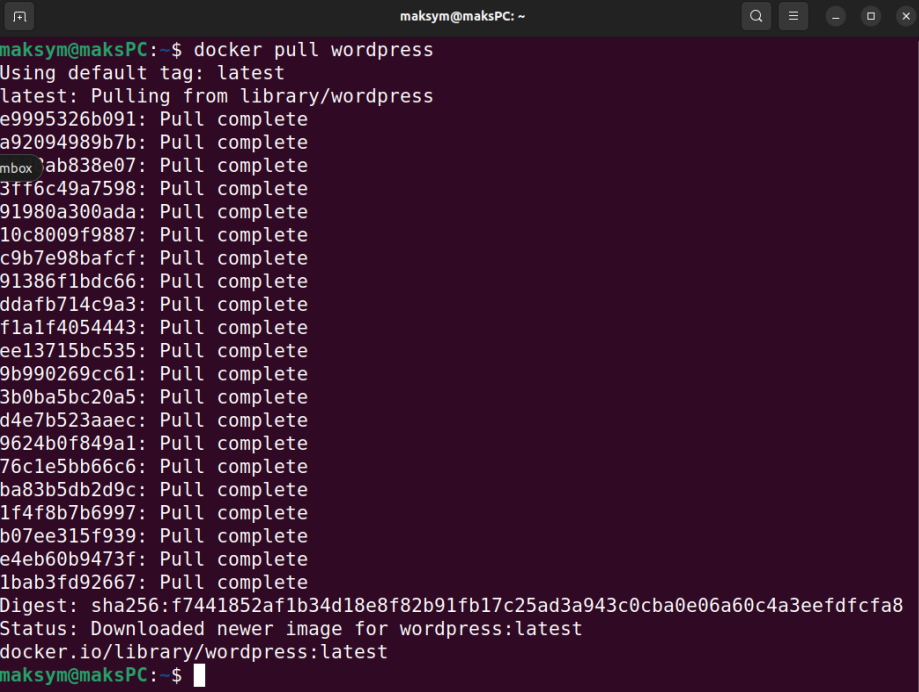 maksym@maksPC: ~
maksym@maksPC:~$ docker pull wordpress
Using default tag: latest
latest: Pulling from library/wordpress
e9995326b091: Pull complete
a92094989b7b: Pull complete
mbox
ab838e07: Pull complete
3ff6c49a7598: Pull complete
91980a300ada: Pull complete
10c8009f9887: Pull complete
c9b7e98bafcf: Pull complete
91386f1bdc66: Pull complete
ddafb714c9a3: Pull complete
f1a1f4054443: Pull complete
ee13715bc535: Pull complete
9b990269cc61: Pull complete
3b0ba5bc20a5: Pull complete
d4e7b523aaec: Pull complete
9624b0f849a1: Pull complete
76c1e5bb66c6: Pull complete
ba83b5db2d9c: Pull complete
1f4f8b7b6997: Pull complete
b07ee315f939: Pull complete
e4eb60b9473f: Pull complete
1bab3fd92667: Pull complete
Digest: sha256:f7441852af1b34d18e8f82b91fb17c25ad3a943c0cba0e06a60c4a3eefdfcfa8
Status: Downloaded newer image for wordpress:latest
docker.io/library/wordpress:latest
maksym@maksPC:~$